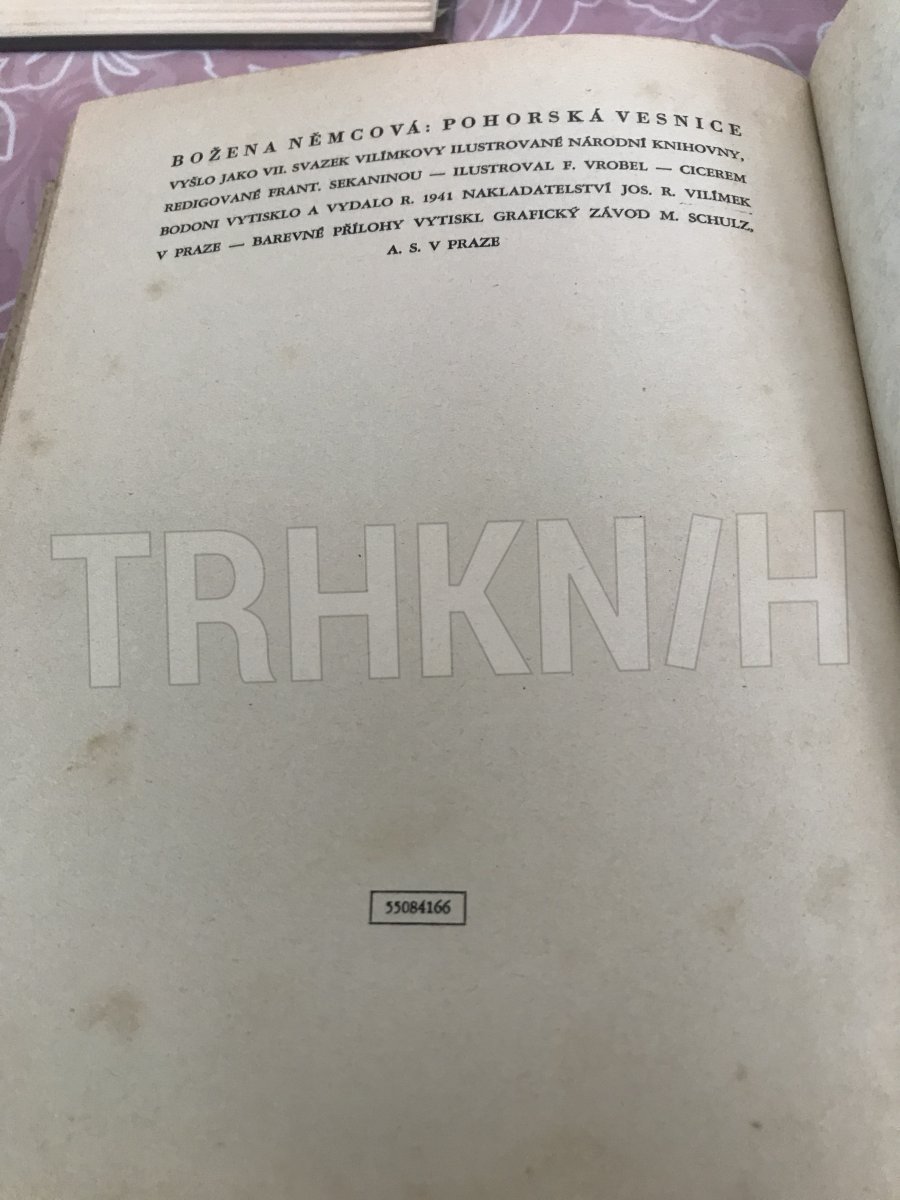 BOŽENA NĚMCOVÁ: POHORSKÁ VESNICE
VYŠLO JAKO VII. SVAZEK VILÍMKOVY ILUSTROVANÉ NÁRODNÍ KNIHOVNY,
REDIGOVANÉ FRANT. SEKANINOU — ILUSTROVAL F. VROBEL — CICEREM
BODONI VYTISKLO A VYDALO R. 1941 NAKLADATELSTVÍ JOS. R. VILÍMEK
V PRAZE — BAREVNÉ PŘÍLOHY VYTISKL GRAFICKÝ ZÁVOD M. SCHULZ,
A. S. V PRAZE
TRHKNIH
55084166